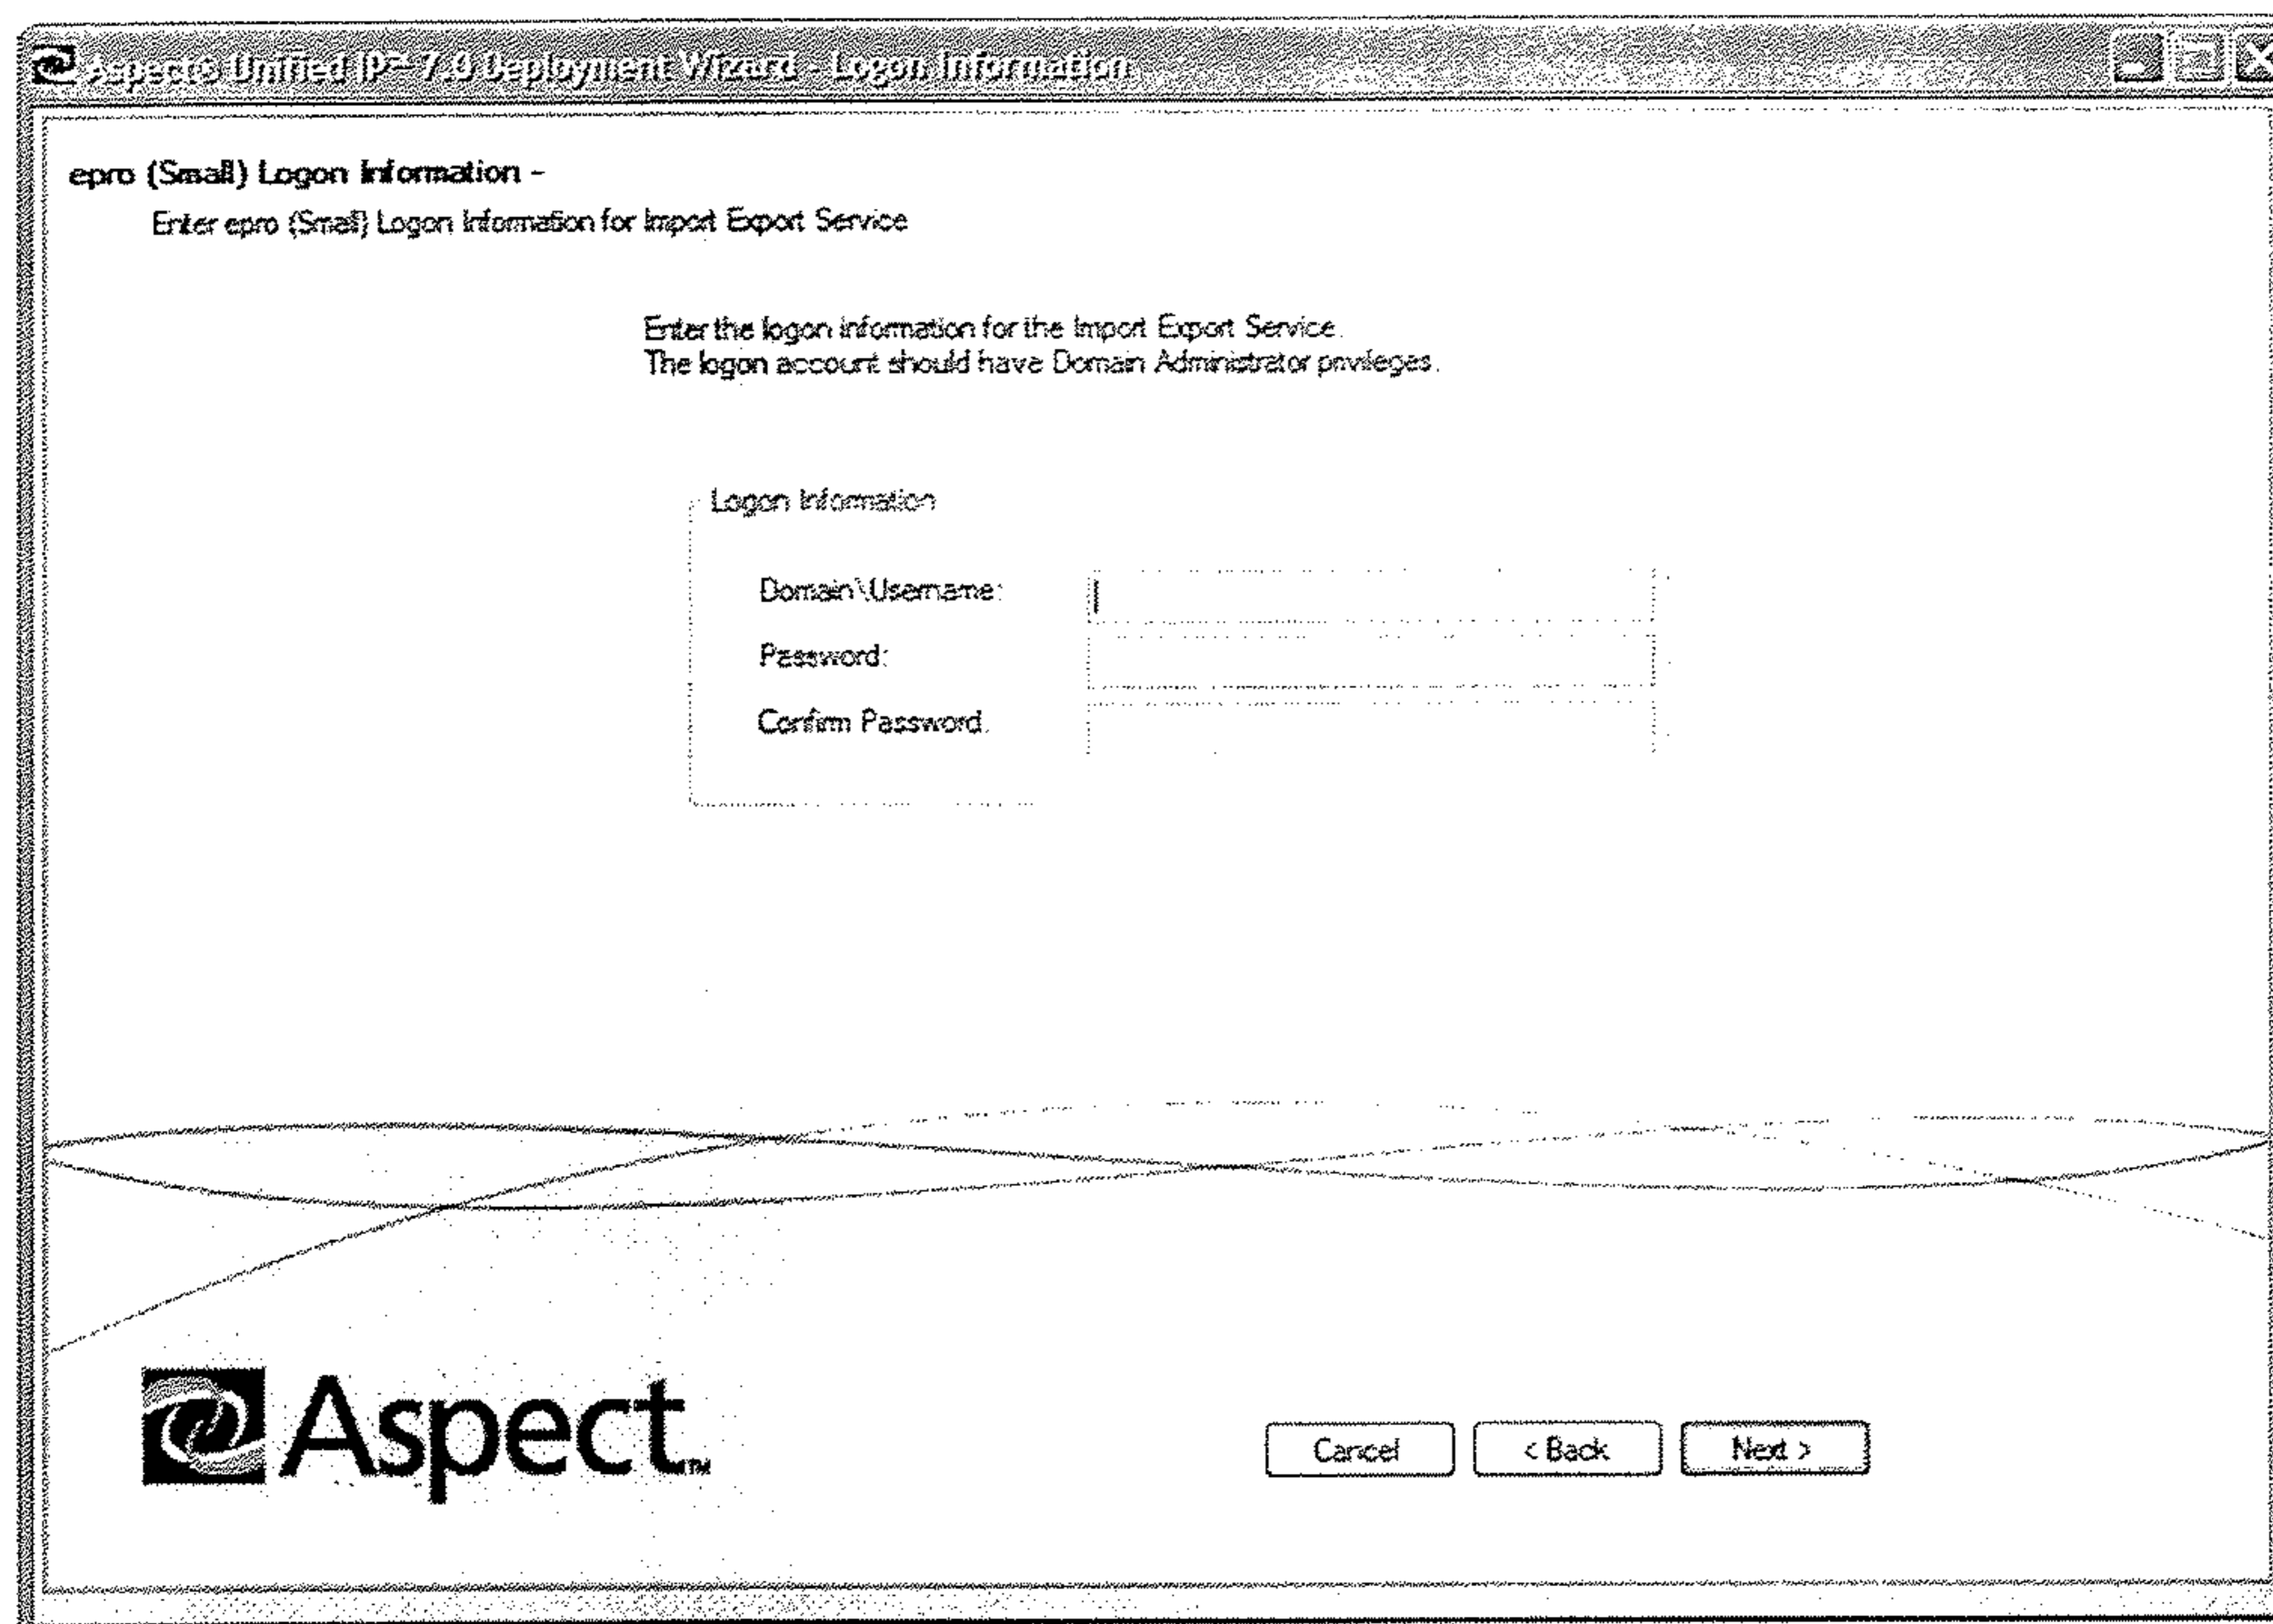 Aspect® Unified IP™ 7.0 Deployment Wizard - Logon Information
epro (Small) Logon Information -
Enter epro (Small) Logon Information for Import Export Service
Enter the logon information for the Import Export Service.
The logon account should have Domain Administrator privileges.
Logon Information
Domain\Username:
Password:
Confirm Password:
Aspect™
Cancel
< Back
Next >